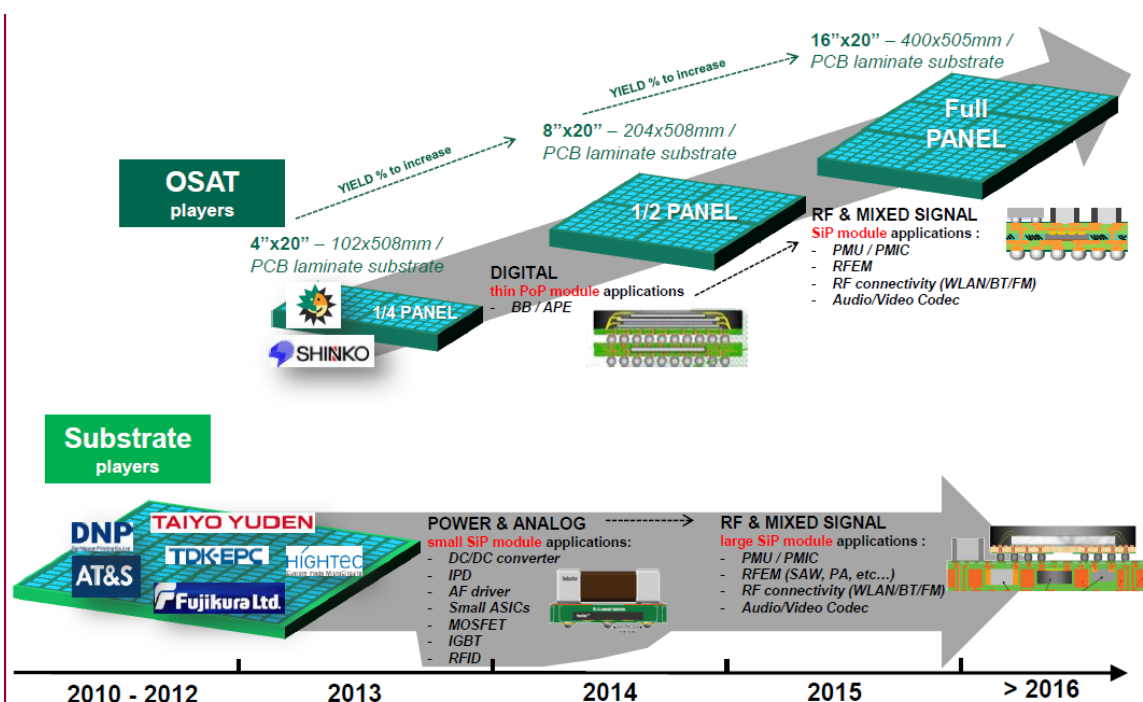 16”x20” – 400x505mm /
PCB laminate substrate
YIELD % to increase
Full
PANEL
8”x20” – 204x508mm /
PCB laminate substrate
YIELD % to increase
OSAT
players
1/2 PANEL
RF & MIXED SIGNAL
SiP module applications :
- PMU / PMIC
- RFEM
- RF connectivity (WLAN/BT/FM)
- Audio/Video Codec
4”x20” – 102x508mm /
PCB laminate substrate
DIGITAL
thin PoP module applications
- BB / APE
1/4 PANEL
SHINKO
Substrate
players
DNP
TAIYO YUDEN
TDK-EPC
HIGHTEC
AT&S
Fujikura Ltd.
POWER & ANALOG
small SiP module applications:
- DC/DC converter
- IPD
- AF driver
- Small ASICs
- MOSFET
- IGBT
- RFID
RF & MIXED SIGNAL
large SiP module applications :
- PMU / PMIC
- RFEM (SAW, PA, etc...)
- RF connectivity (WLAN/BT/FM)
- Audio/Video Codec
2010 - 2012
2013
2014
2015
> 2016